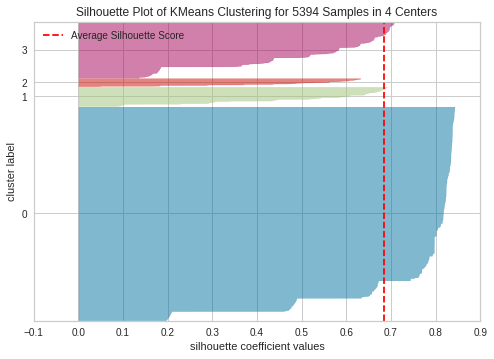 Silhouette Plot of KMeans Clustering for 5394 Samples in 4 Centers
Average Silhouette Score
3
2
1
0
cluster label
-0.1 0.0 0.1 0.2 0.3 0.4 0.5 0.6 0.7 0.8 0.9
silhouette coefficient values